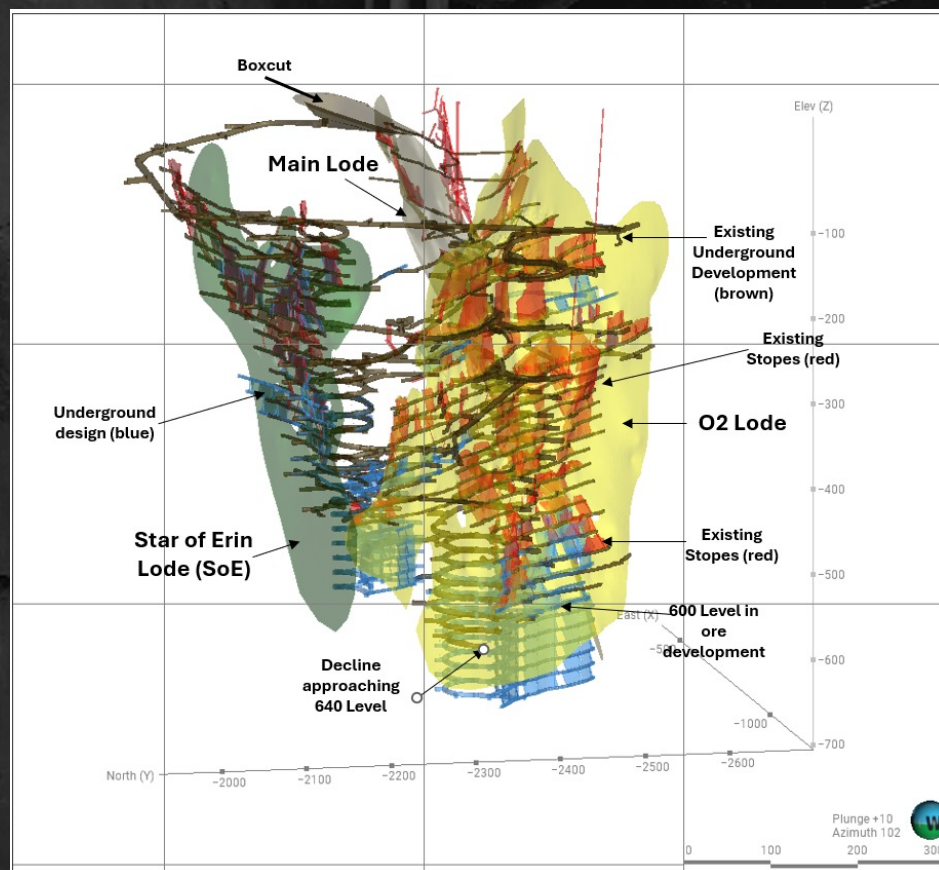 Boxcut
Elev (Z)
Main Lode
Existing
Underground
Development
(brown)
-100
-200
Existing
Stopes (red)
-300
Underground
design (blue)
O2 Lode
-400
Star of Erin
Lode (SoE)
Existing
Stopes (red)
-500
East (X)
600 Level in
ore
development
-500
-600
Decline
approaching
640 Level
-1000
-700
North (Y)
-2000
-2100
-2200
-2300
-2400
-2500
-2600
Plunge +10
Azimuth 102
W
0
100
200